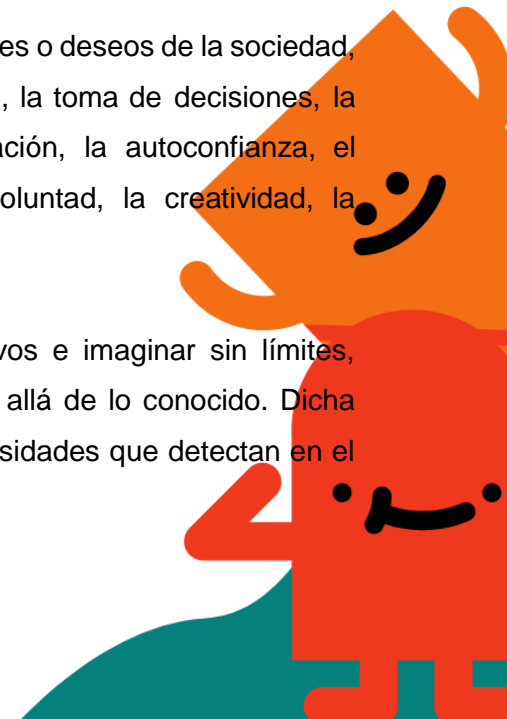 es o deseos de la sociedad,
, la toma de decisiones, la
ación, la autoconfianza, el
oluntad, la creatividad, la
vos e imaginar sin límites,
allá de lo conocido. Dicha
sidades que detectan en el